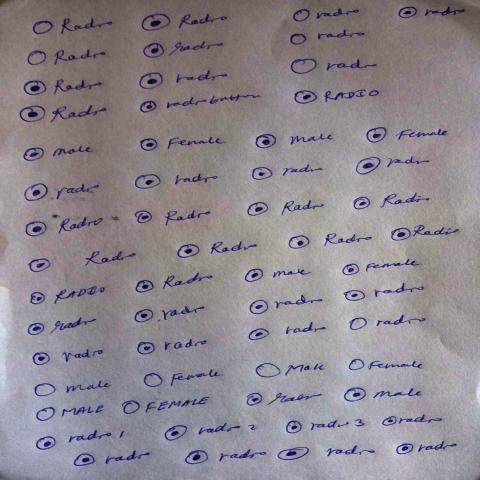 Radio Radio radio radio
Radio Radio radio
Radio radio radio
Radio radio button RADIO
male Female male Female
radio radio radio radio
Radio Radio Radio Radio
Radio Radio Radio Radio
RADIO Radio male Female
Radio radio radio radio
radio radio radio radio
male Female Male Female
MALE FEMALE Radio male
radio 1 radio 2 radio 3 radio
radio radio radio radio